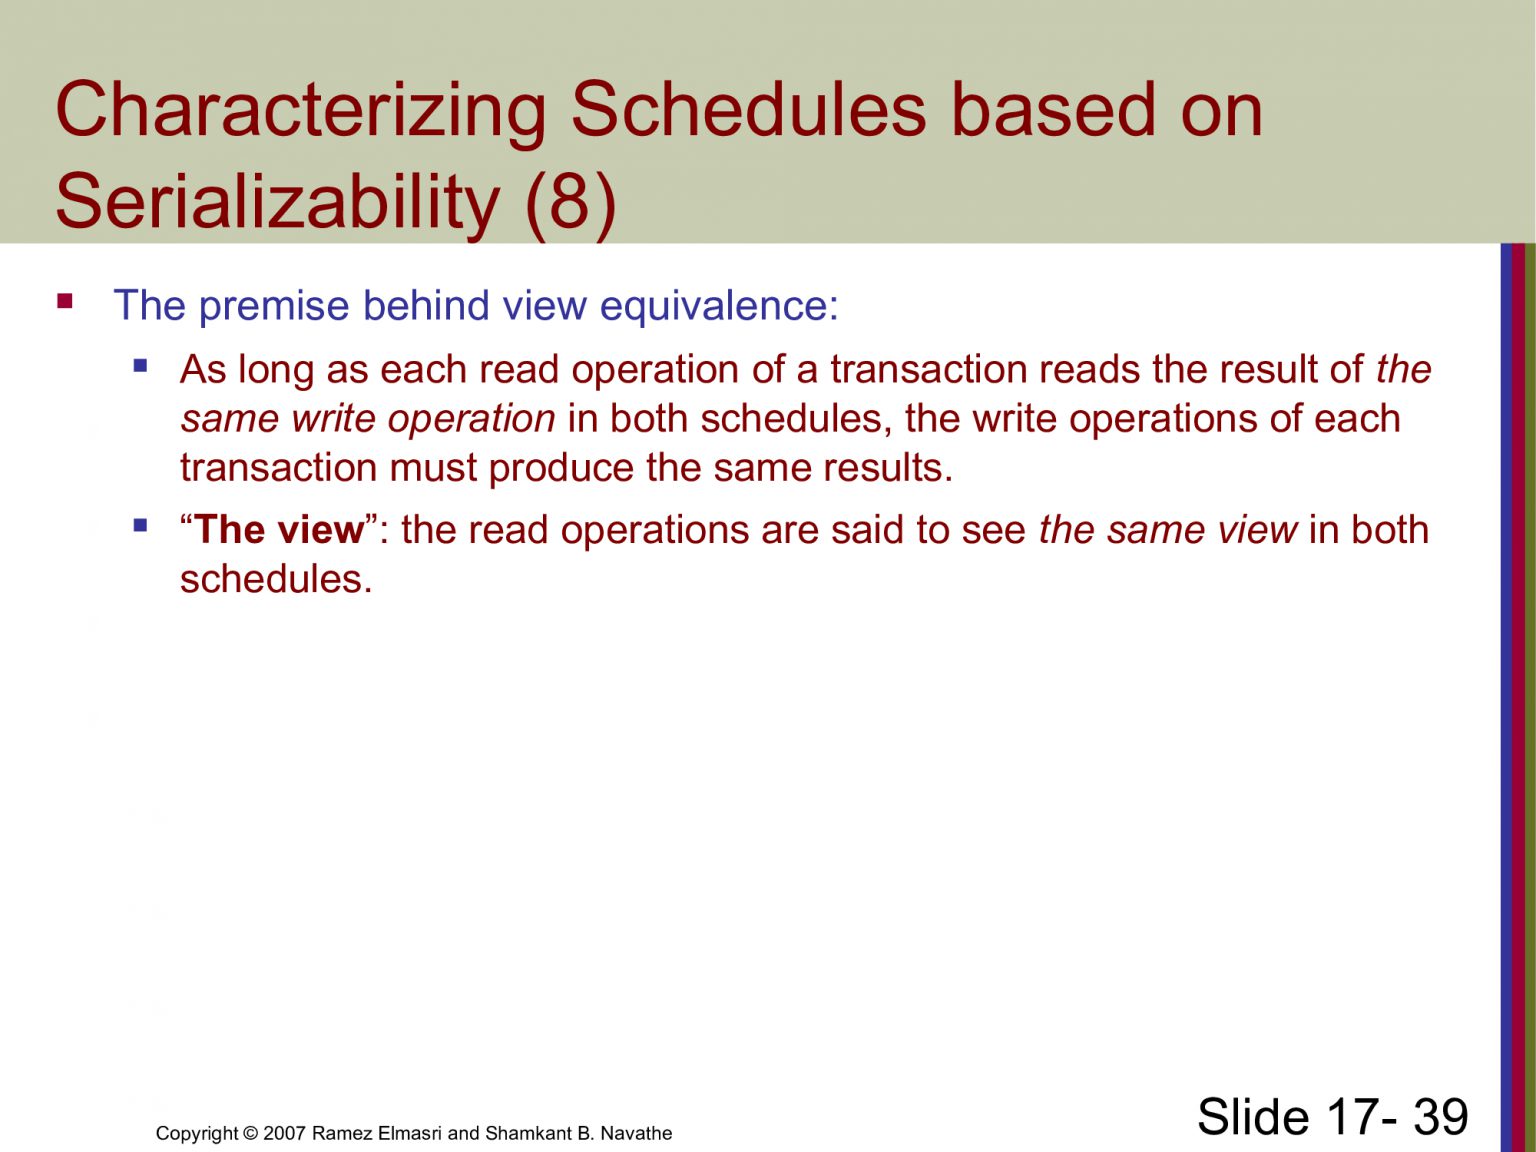 Characterizing Schedules based on
Serializability (8)
The premise behind view equivalence:
As long as each read operation of a transaction reads the result of the
same write operation in both schedules, the write operations of each
transaction must produce the same results.
“The view”: the read operations are said to see the same view in both
schedules.
Copyright © 2007 Ramez Elmasri and Shamkant B. Navathe
Slide 17- 39